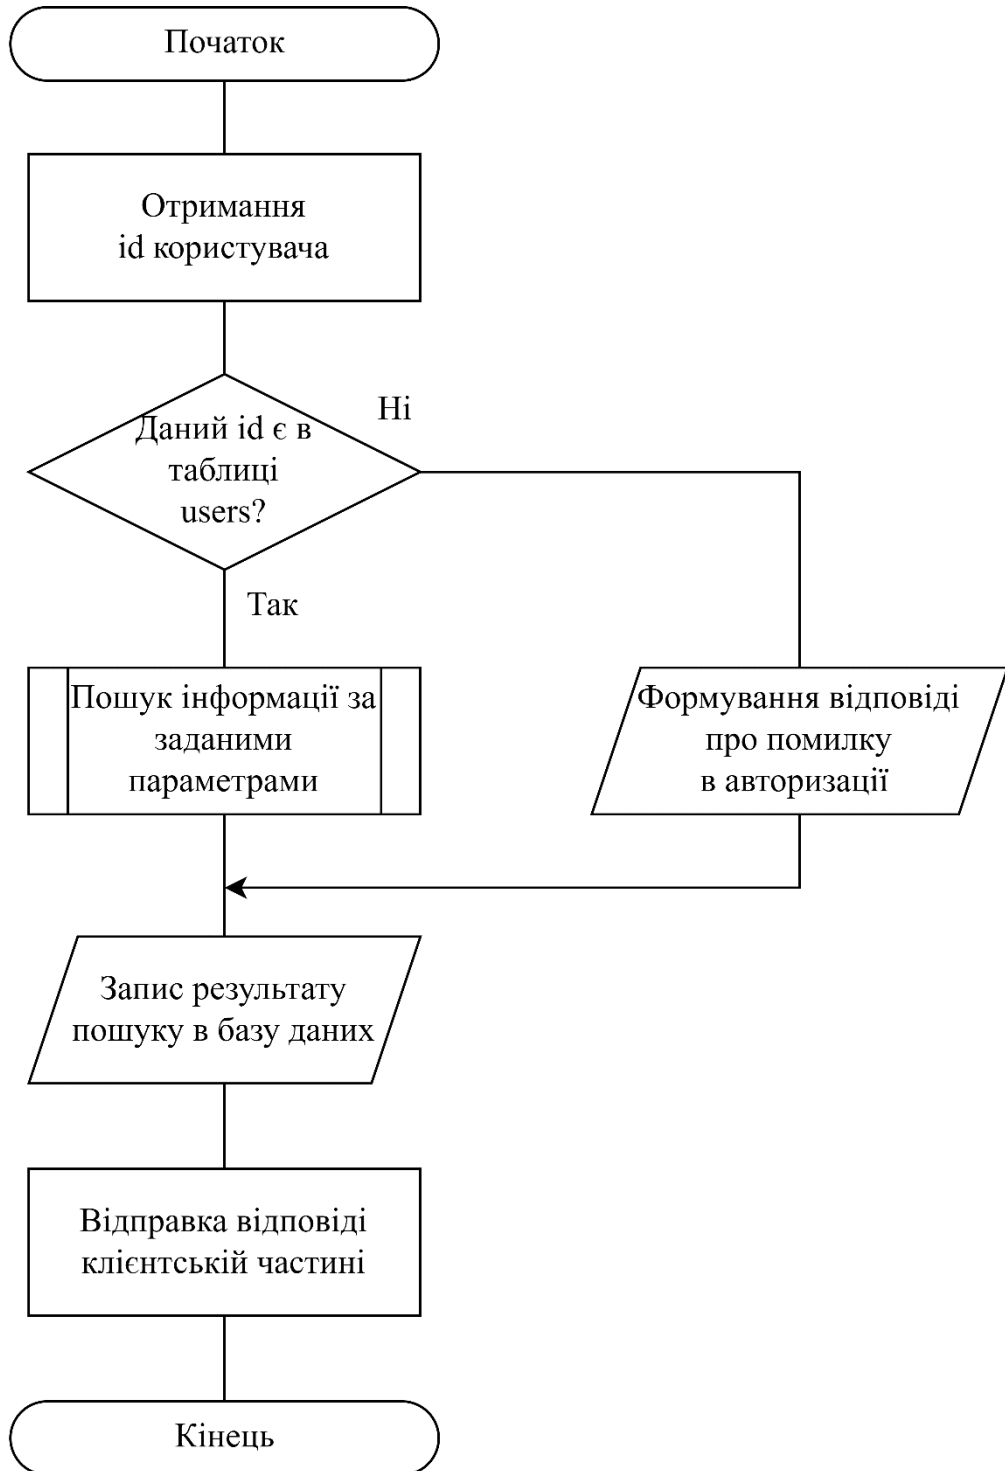 Початок
Отримання
id користувача
Ні
Даний id є в
таблиці
users?
Так
Пошук інформації за
заданими
параметрами
Формування відповіді
про помилку
в авторизації
Запис результату
пошуку в базу даних
Відправка відповіді
клієнтській частині
Кінець